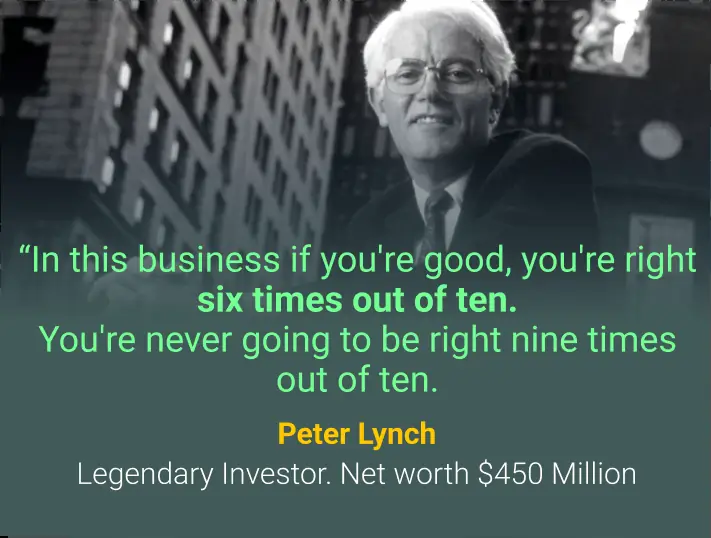 “In this business if you're good, you're right
six times out of ten.
You're never going to be right nine times
out of ten.
Peter Lynch
Legendary Investor. Net worth $450 Million